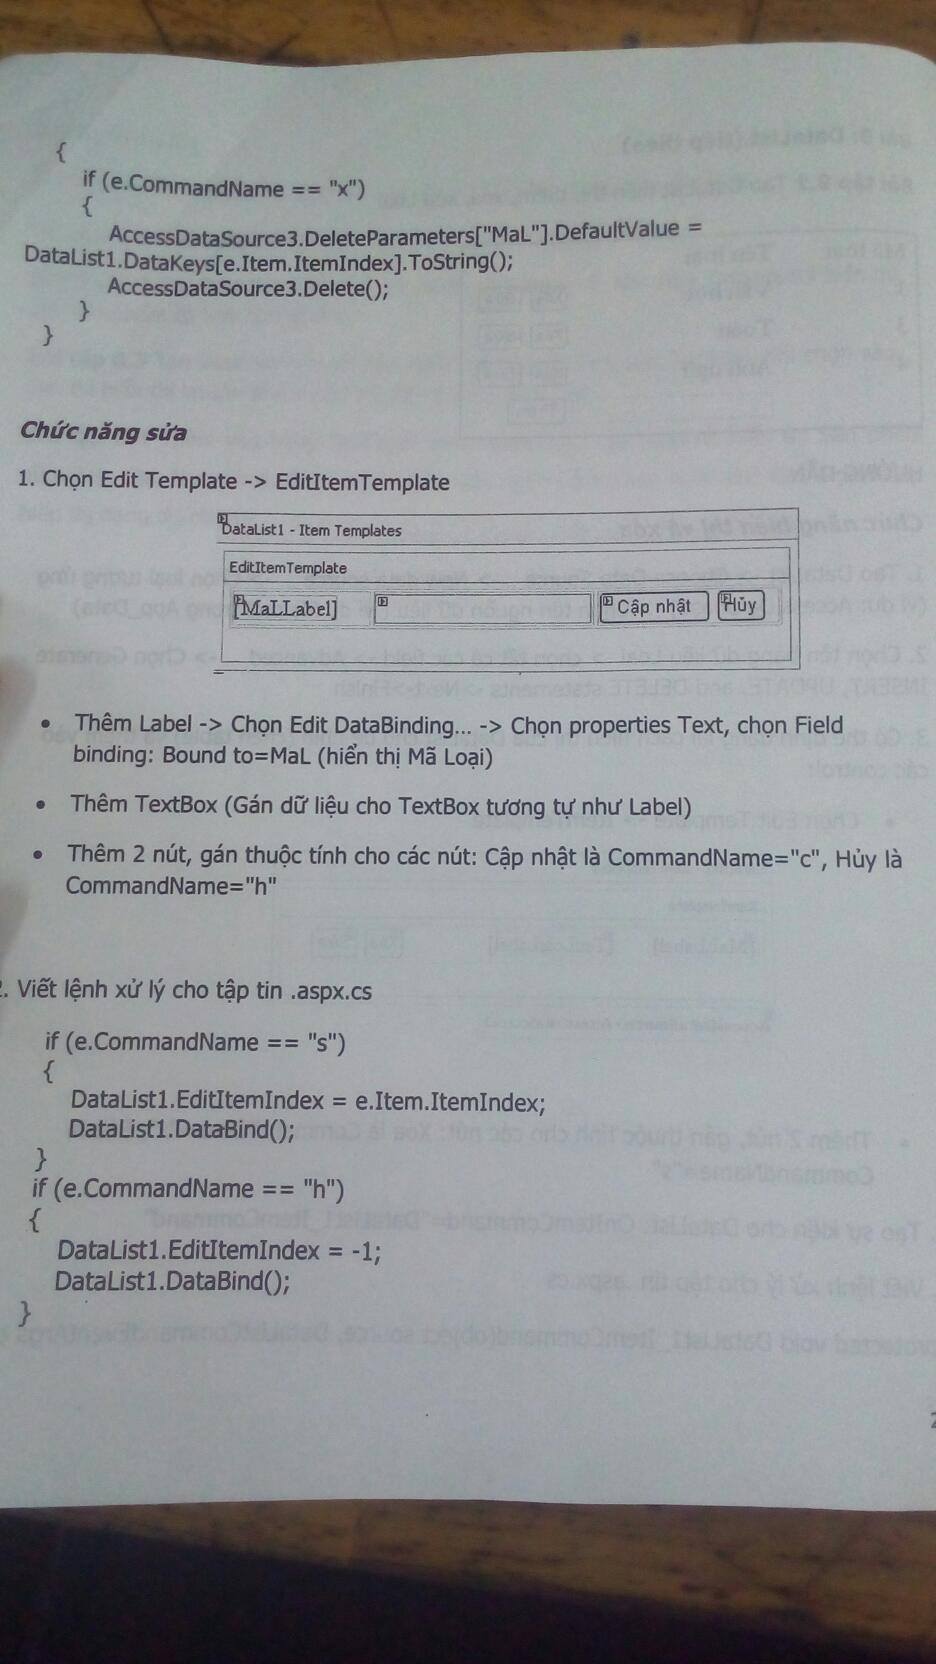 {
if (e.CommandName == "x")
{
AccessDataSource3.DeleteParameters["MaL"].DefaultValue =
DataList1.DataKeys[e.Item.ItemIndex].ToString();
AccessDataSource3.Delete();
}
}
Chức năng sửa
1. Chọn Edit Template -> EditItemTemplate
DataList1 - Item Templates
EditItemTemplate
[MaLLabel] Cập nhật Hủy
• Thêm Label -> Chọn Edit DataBinding... -> Chọn properties Text, chọn Field
binding: Bound to=MaL (hiển thị Mã Loại)
• Thêm TextBox (Gán dữ liệu cho TextBox tương tự như Label)
• Thêm 2 nút, gán thuộc tính cho các nút: Cập nhật là CommandName="c", Hủy là
CommandName="h"
2. Viết lệnh xử lý cho tập tin .aspx.cs
if (e.CommandName == "s")
{
DataList1.EditItemIndex = e.Item.ItemIndex;
DataList1.DataBind();
}
if (e.CommandName == "h")
{
DataList1.EditItemIndex = -1;
DataList1.DataBind();
}